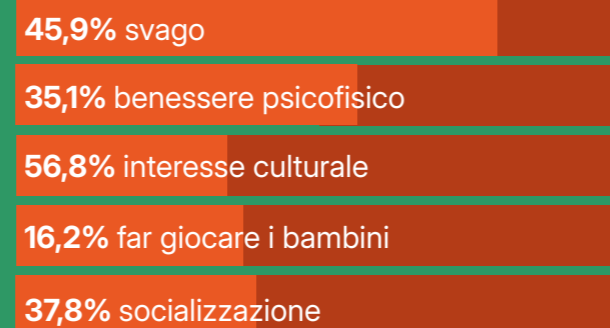 45,9% svago
35,1% benessere psicofisico
56,8% interesse culturale
16,2% far giocare i bambini
37,8% socializzazione